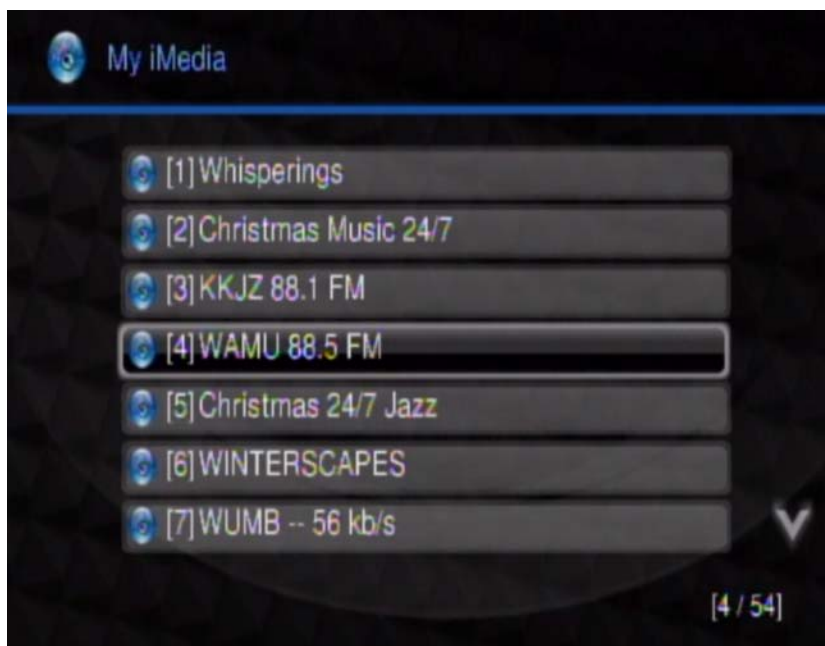 My iMedia
[1] Whisperings
[2] Christmas Music 24/7
[3] KKJZ 88.1 FM
[4] WAMU 88.5 FM
[5] Christmas 24/7 Jazz
[6] WINTERSCAPES
[7] WUMB -- 56 kb/s
[4 / 54]